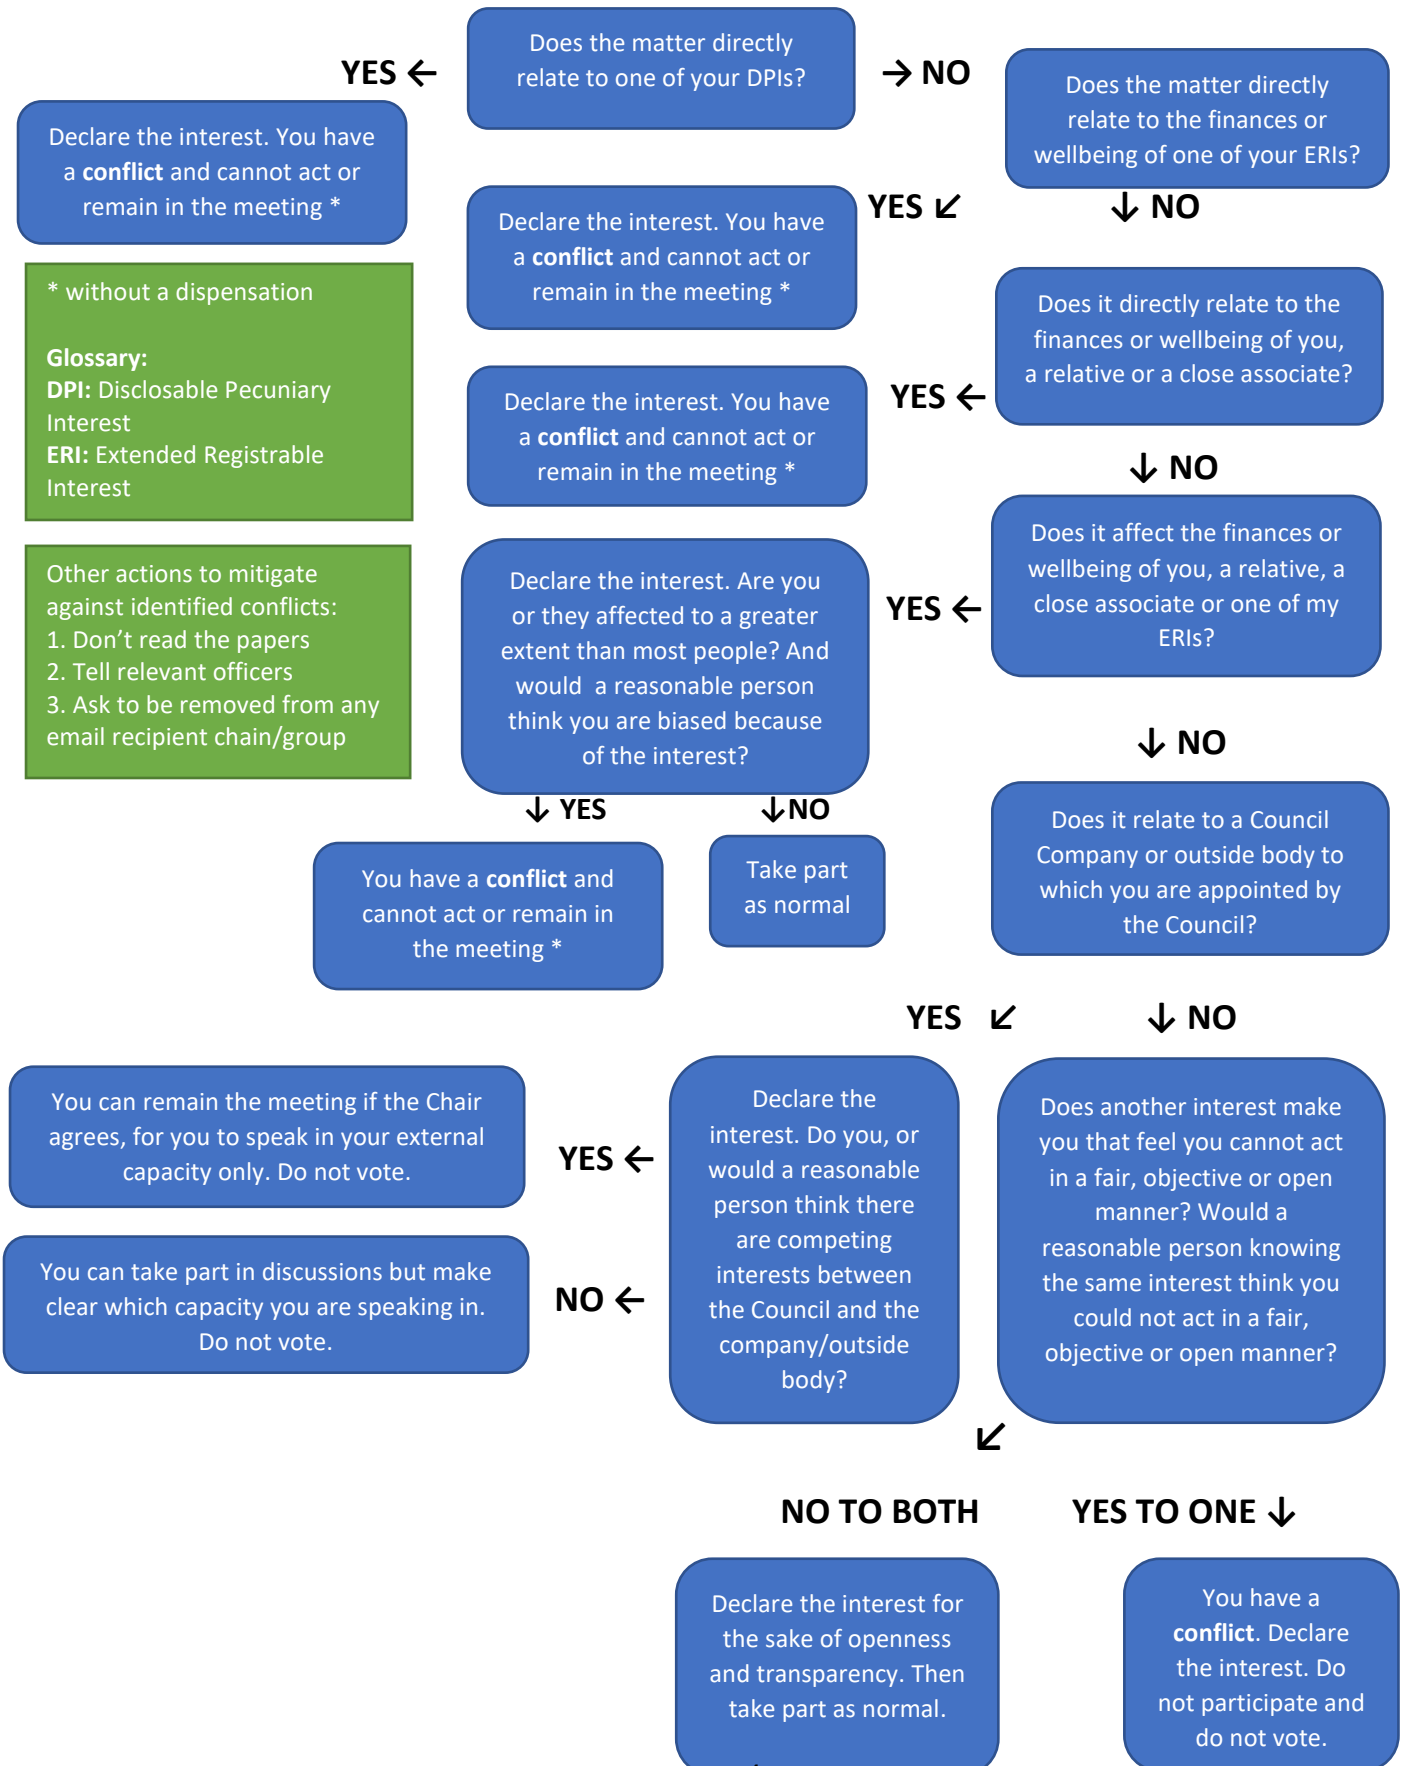 Does the matter directly
relate to one of your DPIs?
YES ←
→ NO
Does the matter directly
relate to the finances or
wellbeing of one of your ERIs?
Declare the interest. You have
a conflict and cannot act or
remain in the meeting *
YES ↙
↓ NO
Declare the interest. You have
a conflict and cannot act or
remain in the meeting *
* without a dispensation
Glossary:
DPI: Disclosable Pecuniary
Interest
ERI: Extended Registrable
Interest
Does it directly relate to the
finances or wellbeing of you,
a relative or a close associate?
YES ←
Declare the interest. You have
a conflict and cannot act or
remain in the meeting *
↓ NO
Does it affect the finances or
wellbeing of you, a relative, a
close associate or one of my
ERIs?
YES ←
Declare the interest. Are you
or they affected to a greater
extent than most people? And
would  a reasonable person
think you are biased because
of the interest?
Other actions to mitigate
against identified conflicts:
1. Don’t read the papers
2. Tell relevant officers
3. Ask to be removed from any
email recipient chain/group
↓ NO
↓ YES
↓NO
You have a conflict and
cannot act or remain in
the meeting *
Take part
as normal
Does it relate to a Council
Company or outside body to
which you are appointed by
the Council?
YES ↙
↓ NO
Declare the
interest. Do you, or
would a reasonable
person think there
are competing
interests between
the Council and the
company/outside
body?
Does another interest make
you that feel you cannot act
in a fair, objective or open
manner? Would a
reasonable person knowing
the same interest think you
could not act in a fair,
objective or open manner?
YES ←
You can remain the meeting if the Chair
agrees, for you to speak in your external
capacity only. Do not vote.
NO ←
You can take part in discussions but make
clear which capacity you are speaking in.
Do not vote.
↙
NO TO BOTH
YES TO ONE ↓
Declare the interest for
the sake of openness
and transparency. Then
take part as normal.
You have a
conflict. Declare
the interest. Do
not participate and
do not vote.